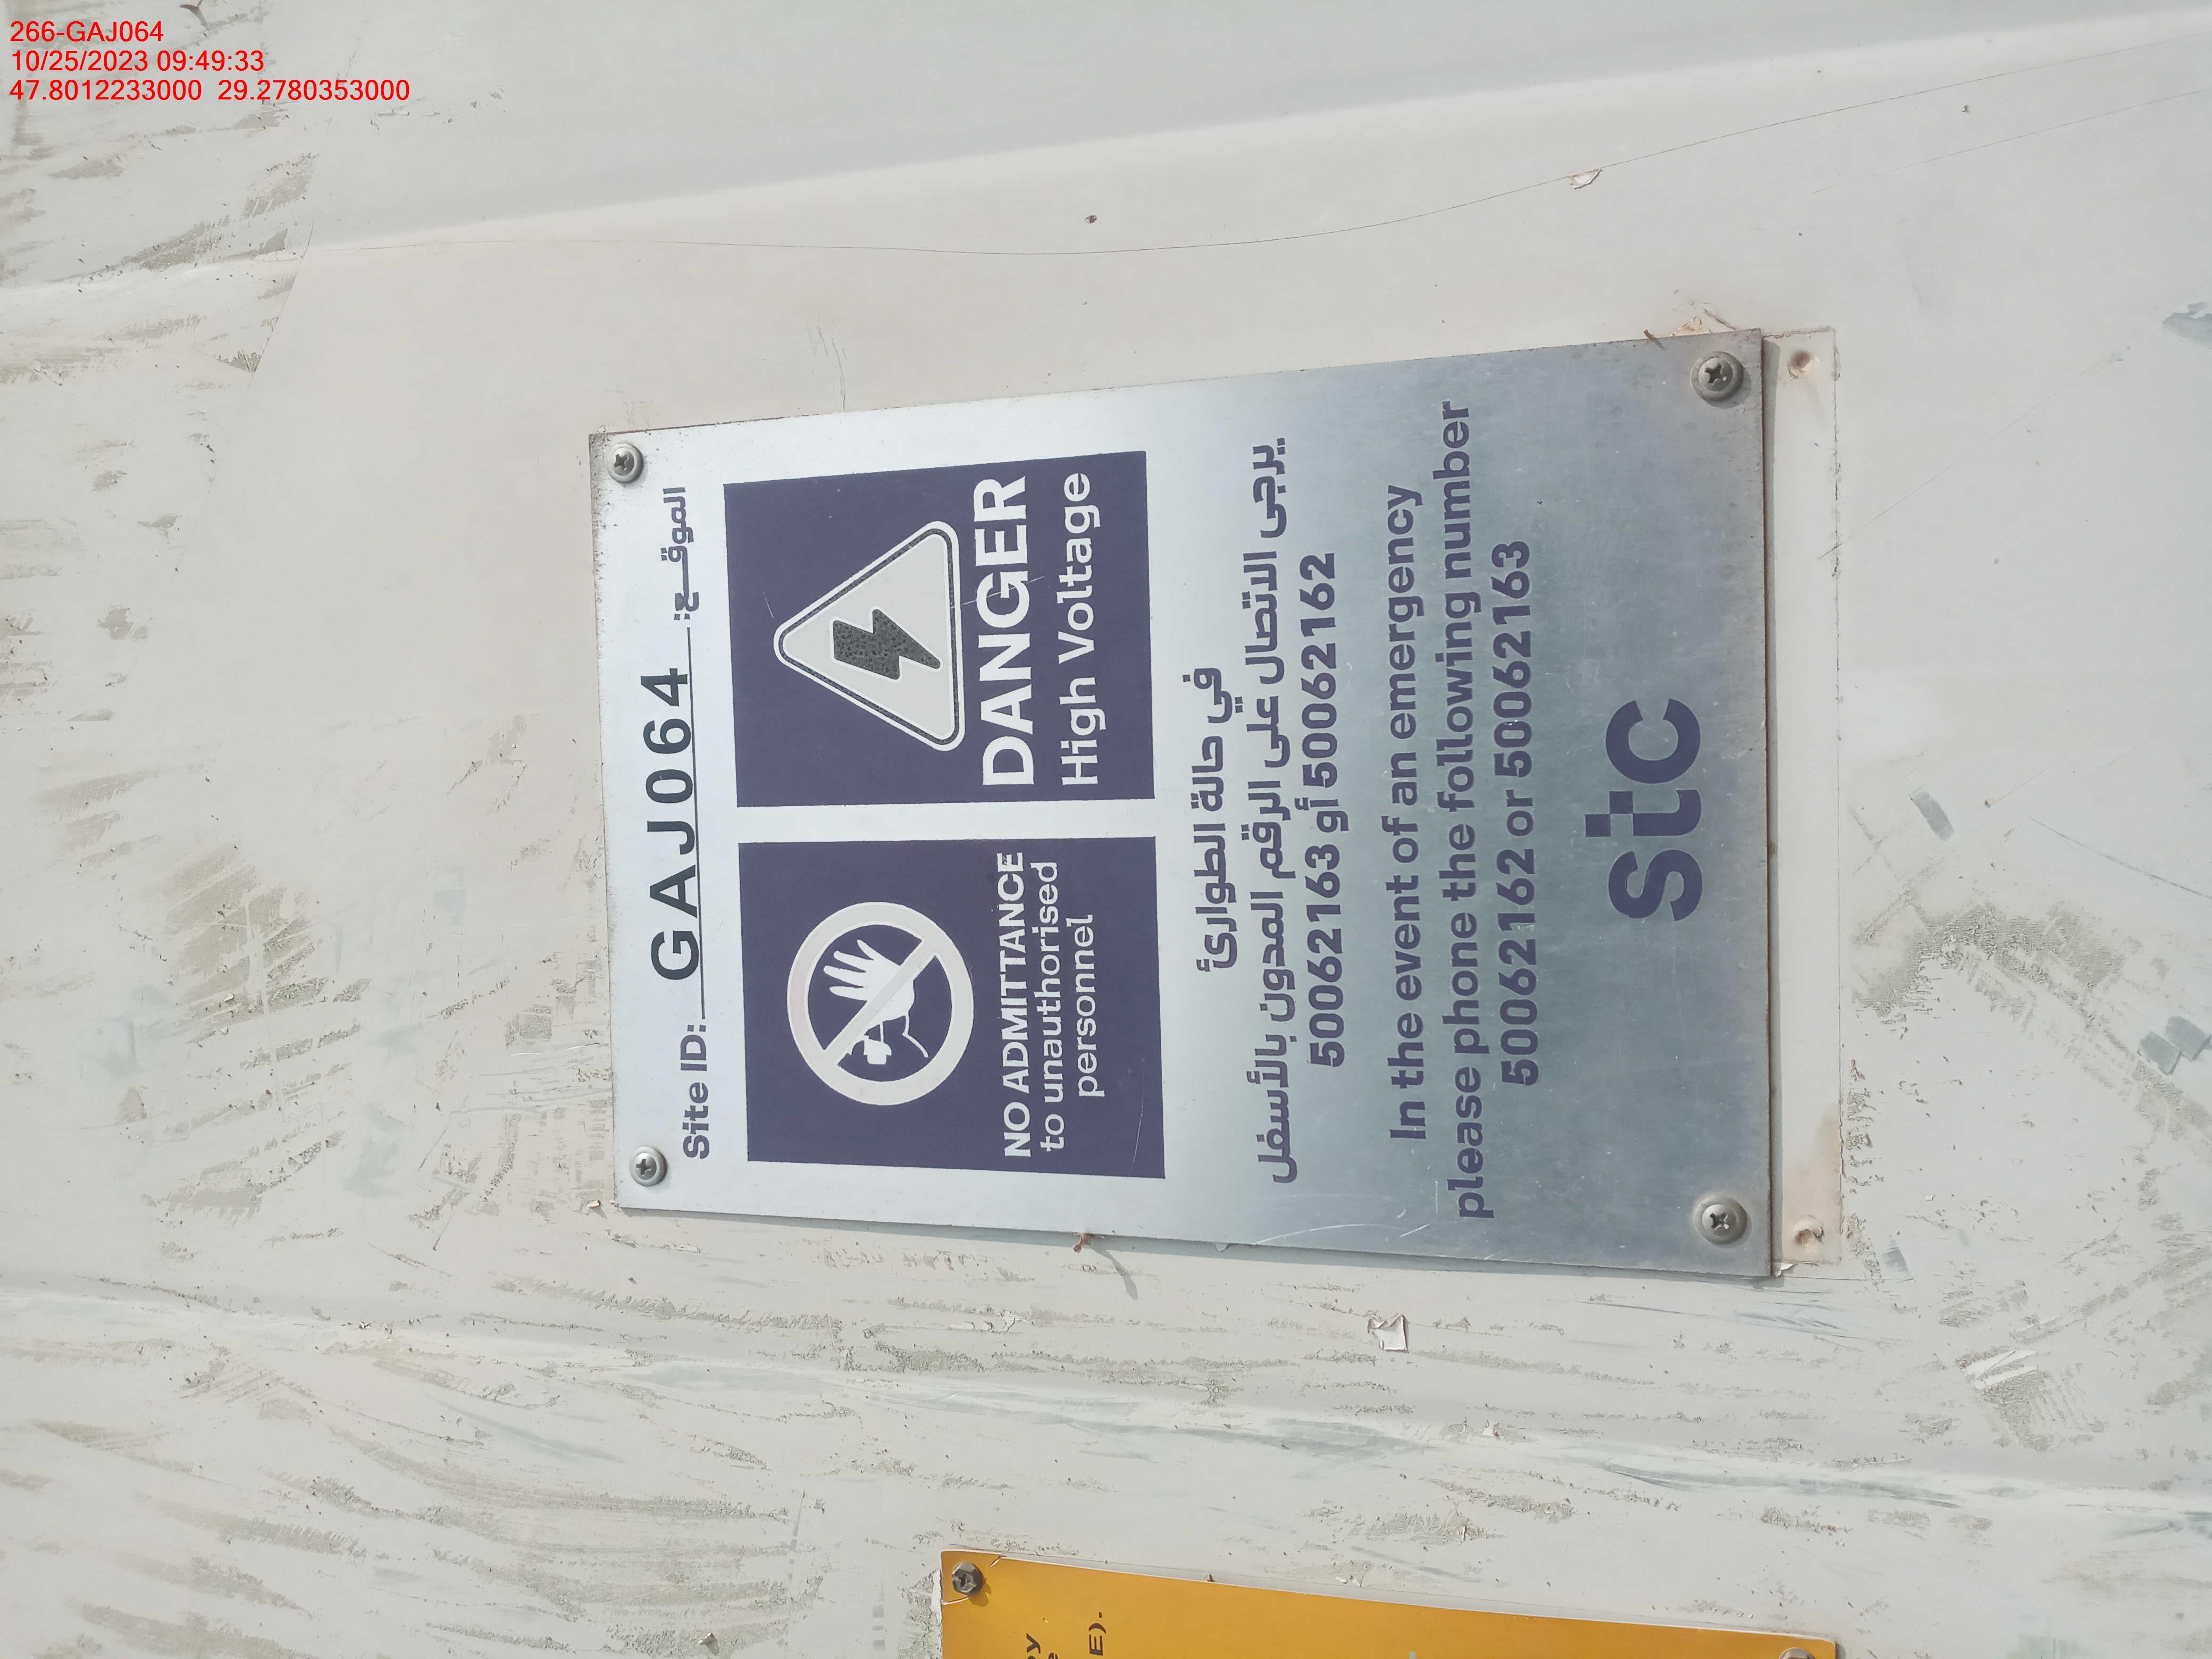 266-GAJ064
10/25/2023 09:49:33
47.8012233000 29.2780353000
Site ID: GAJ064 الموقــع:
NO ADMITTANCE
to unauthorised
personnel
DANGER
High Voltage
في حالة الطوارئ
يرجى الاتصال على الرقم المدون بالأسفل
50062163 أو 50062162
In the event of an emergency
please phone the following number
50062162 or 50062163
stc
E).